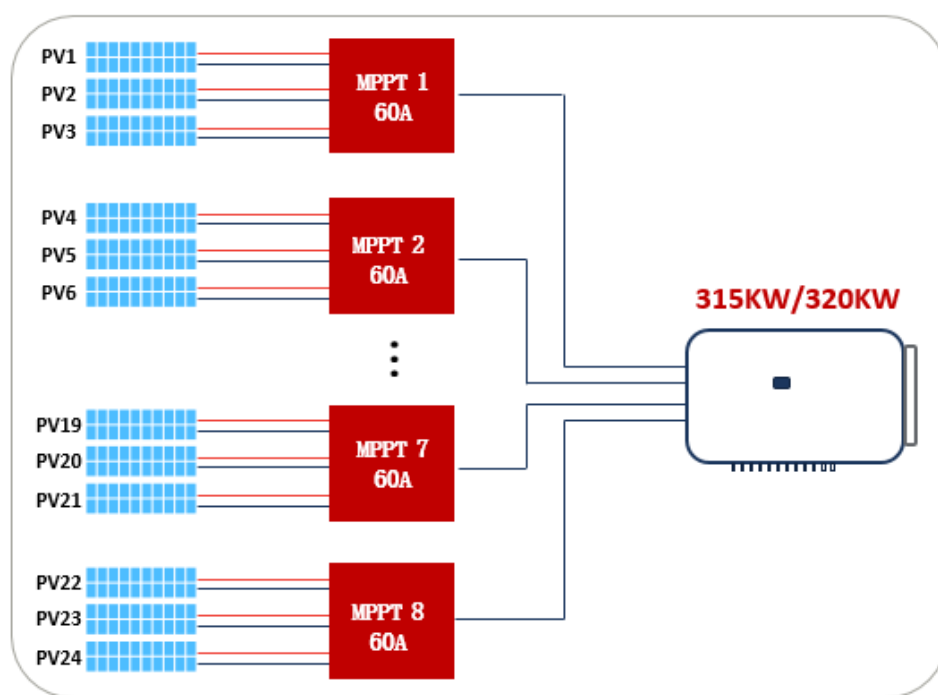 PV1
PV2
PV3
MPPT 1
60A
PV4
PV5
PV6
MPPT 2
60A
315KW/320KW
PV19
PV20
PV21
MPPT 7
60A
PV22
PV23
PV24
MPPT 8
60A